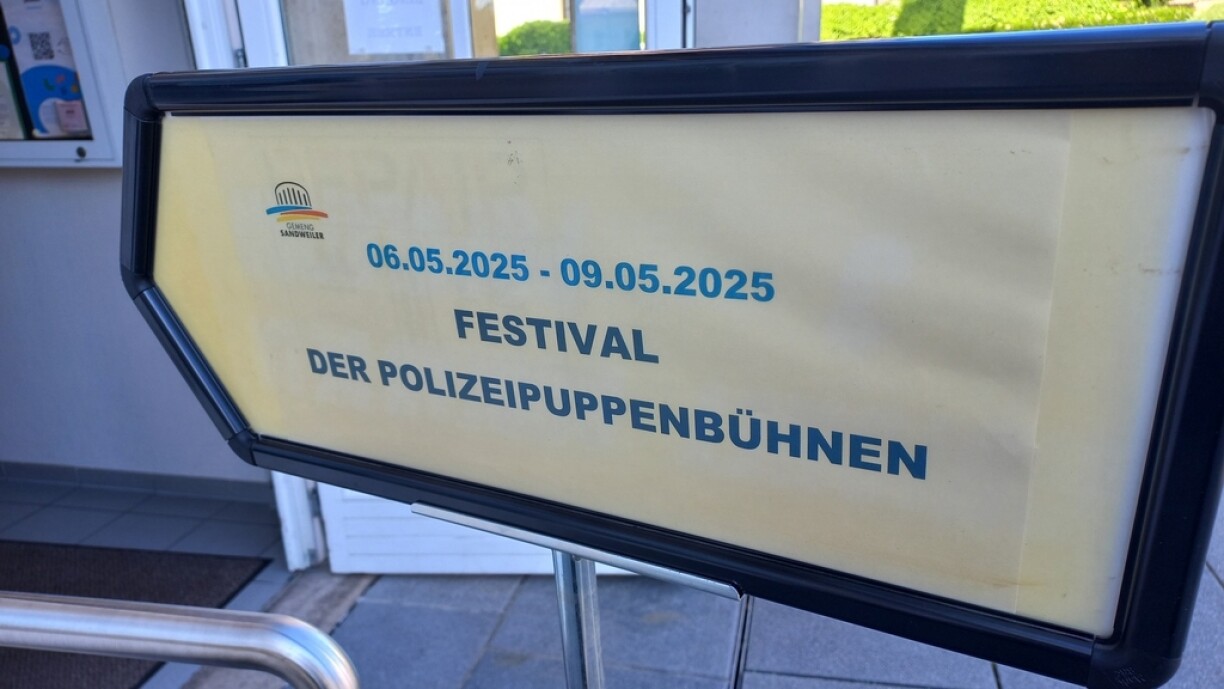 GEMENG
SANDWEILER
06.05.2025 - 09.05.2025
FESTIVAL
DER POLIZEIPUPPENBÜHNEN